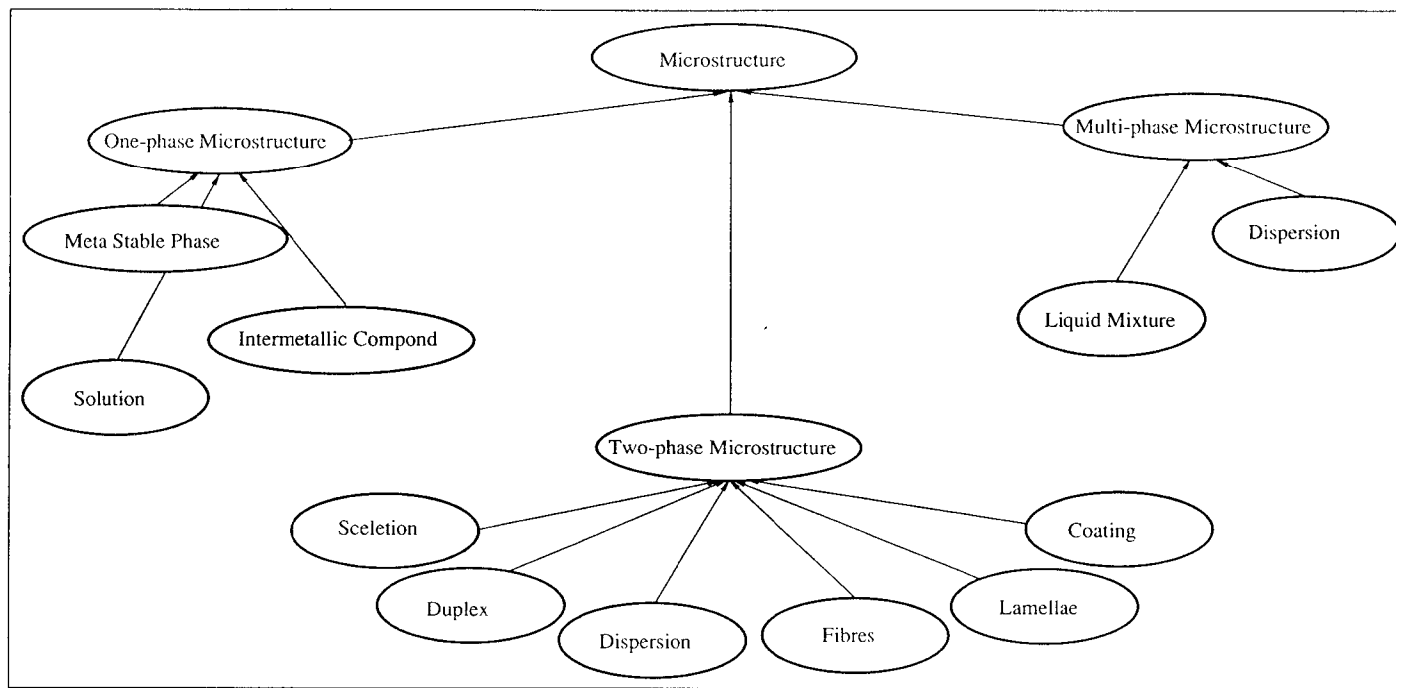 Microstructure
One-phase Microstructure
Multi-phase Microstructure
Meta Stable Phase
Dispersion
Intermetallic Compond
Liquid Mixture
Solution
Two-phase Microstructure
Sceletion
Coating
Duplex
Lamellae
Dispersion
Fibres